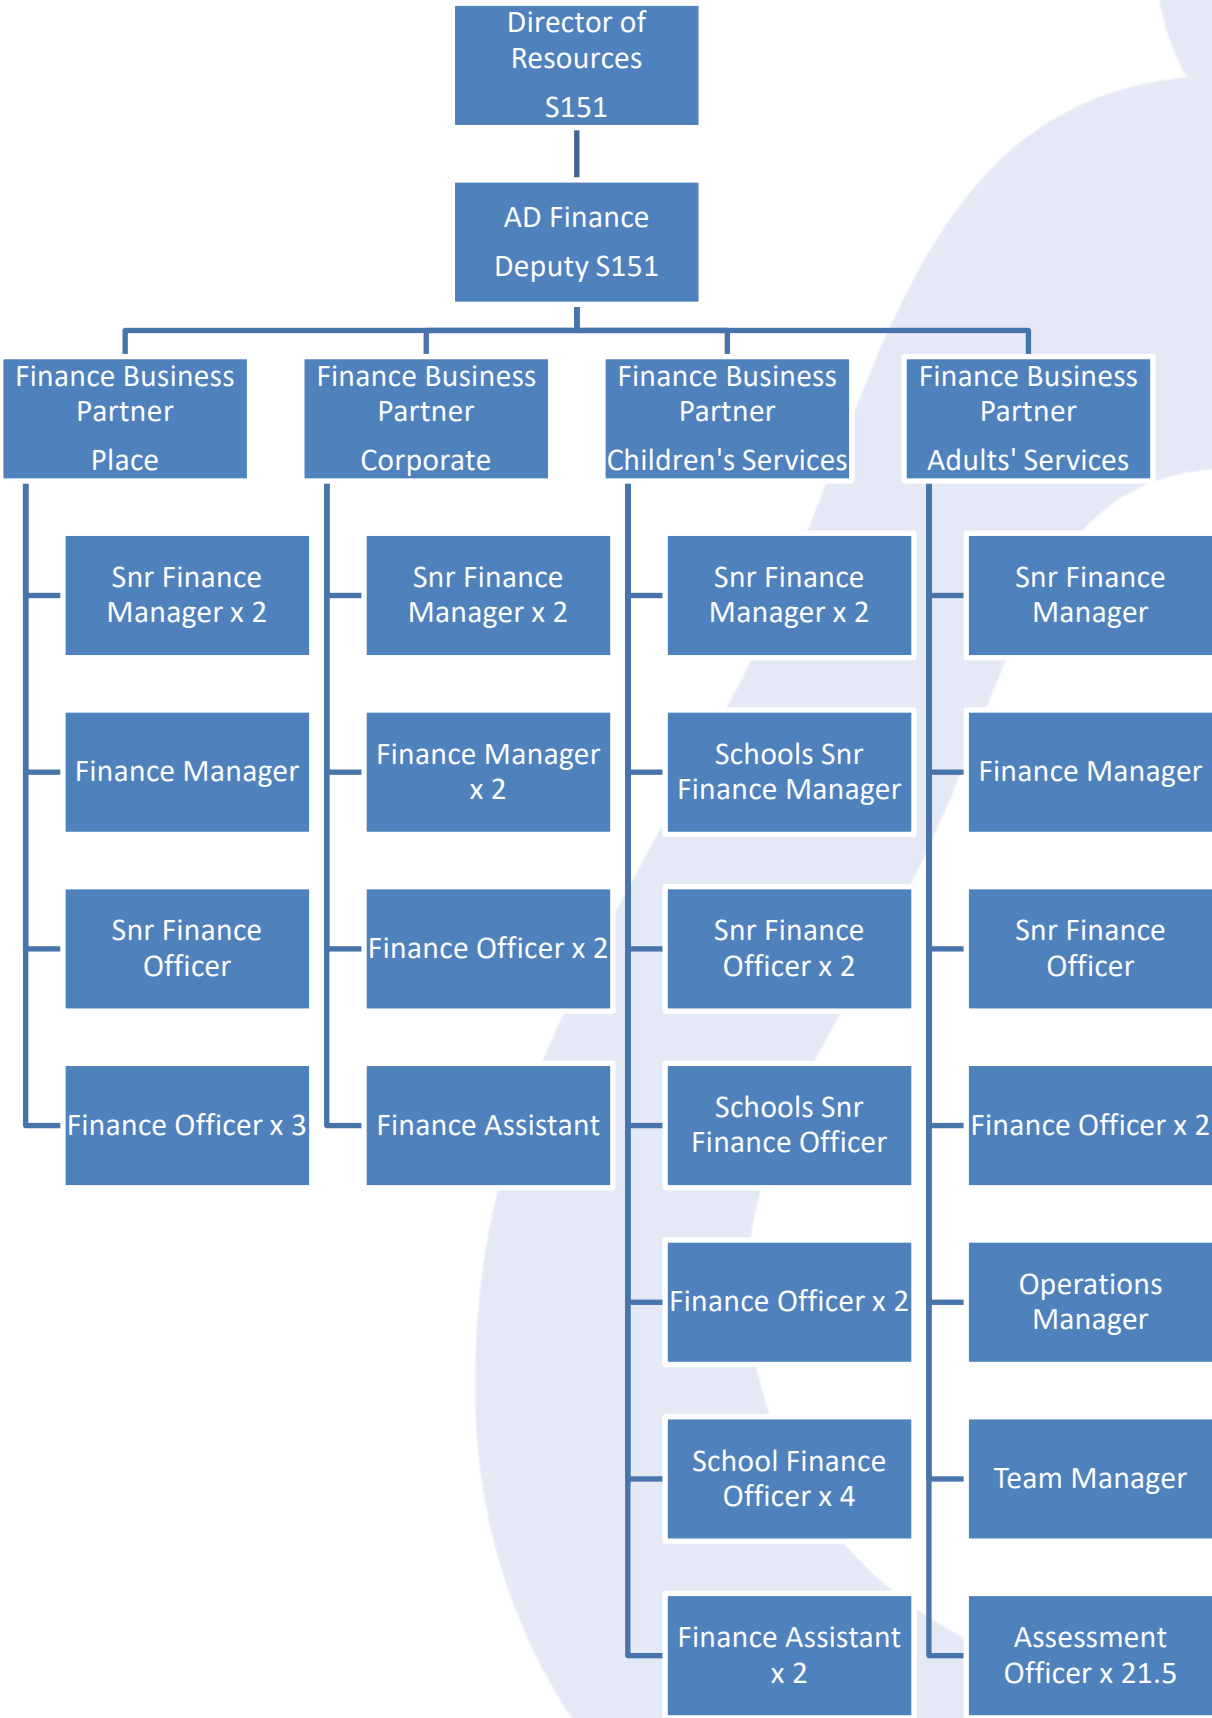 Director of
Resources
S151
AD Finance
Deputy S151
Finance Business
Partner
Place
Finance Business
Partner
Corporate
Finance Business
Partner
Children's Services
Finance Business
Partner
Adults' Services
Snr Finance
Manager x 2
Finance Manager
Snr Finance
Officer
Finance Officer x 3
Snr Finance
Manager x 2
Finance Manager
x 2
Finance Officer x 2
Finance Assistant
Snr Finance
Manager x 2
Schools Snr
Finance Manager
Snr Finance
Officer x 2
Schools Snr
Finance Officer
Finance Officer x 2
School Finance
Officer x 4
Finance Assistant
x 2
Snr Finance
Manager
Finance Manager
Snr Finance
Officer
Finance Officer x 2
Operations
Manager
Team Manager
Assessment
Officer x 21.5